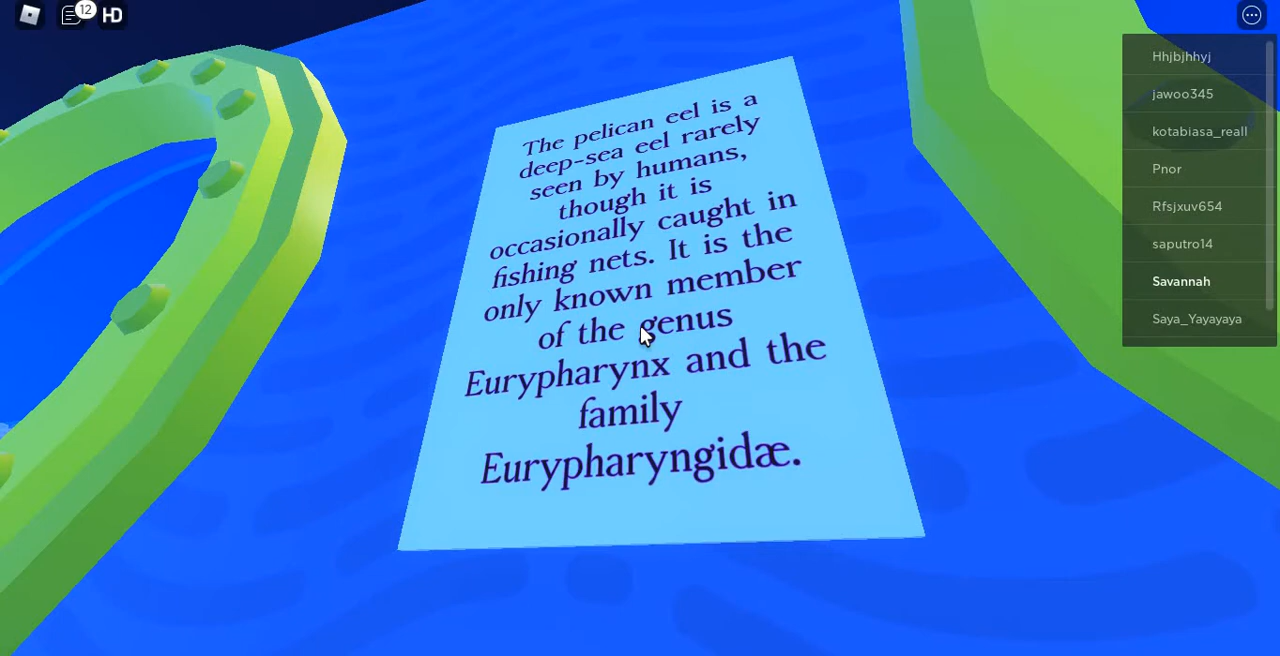 12
HD
The pelican eel is a
deep-sea eel rarely
seen by humans,
though it is
occasionally caught in
fishing nets. It is the
only known member
of the genus
Eurypharynx and the
family
Eurypharyngidæ.
Hhjbjhhyj
jawoo345
kotabiasa_reall
Pnor
Rfsjxuv654
saputro14
Savannah
Saya_Yayayaya